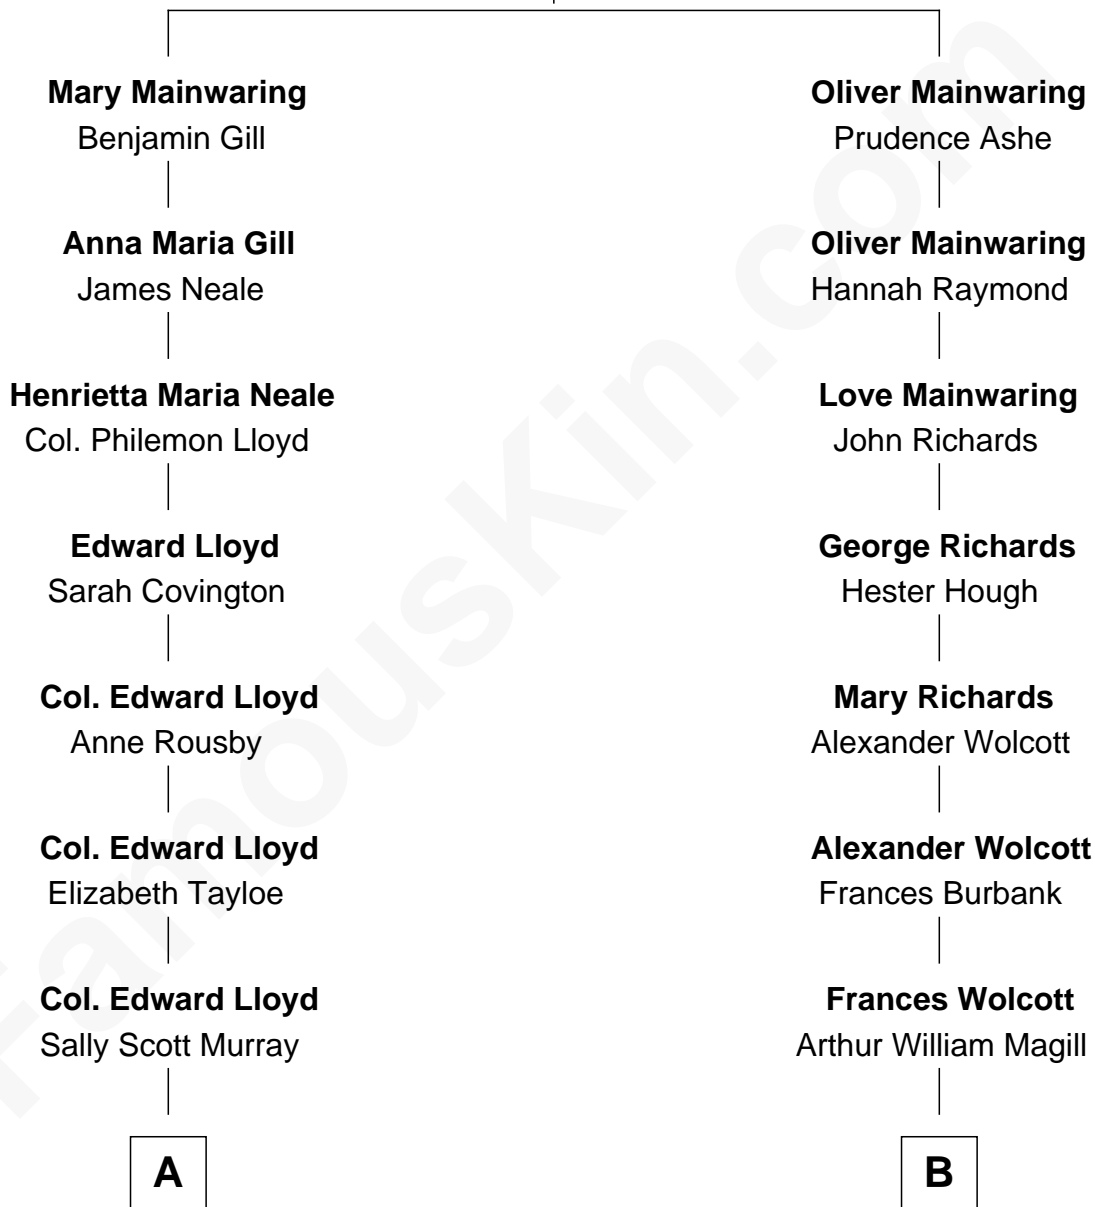 Mary Mainwaring
Benjamin Gill
Anna Maria Gill
James Neale
Henrietta Maria Neale
Col. Philemon Lloyd
Edward Lloyd
Sarah Covington
Col. Edward Lloyd
Anne Rousby
Col. Edward Lloyd
Elizabeth Tayloe
Col. Edward Lloyd
Sally Scott Murray
A
Oliver Mainwaring
Prudence Ashe
Oliver Mainwaring
Hannah Raymond
Love Mainwaring
John Richards
George Richards
Hester Hough
Mary Richards
Alexander Wolcott
Alexander Wolcott
Frances Burbank
Frances Wolcott
Arthur William Magill
B
FamousKin.com